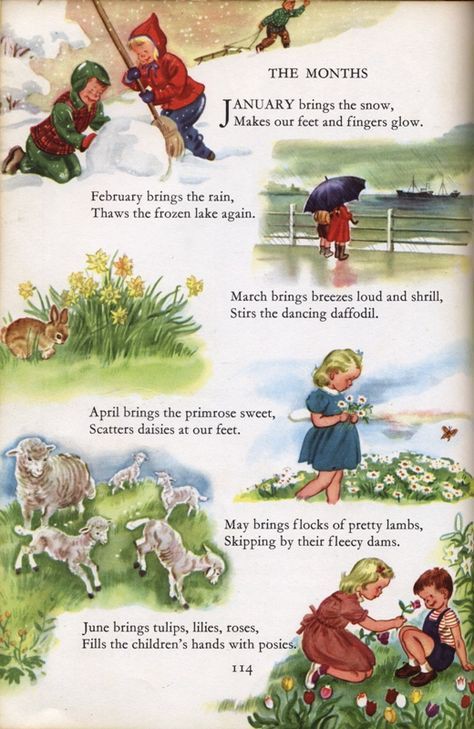 THE MONTHS
JANUARY brings the snow,
Makes our feet and fingers glow.
February brings the rain,
Thaws the frozen lake again.
March brings breezes loud and shrill,
Stirs the dancing daffodil.
April brings the primrose sweet,
Scatters daisies at our feet.
May brings flocks of pretty lambs,
Skipping by their fleecy dams.
June brings tulips, lilies, roses,
Fills the children's hands with posies.
114